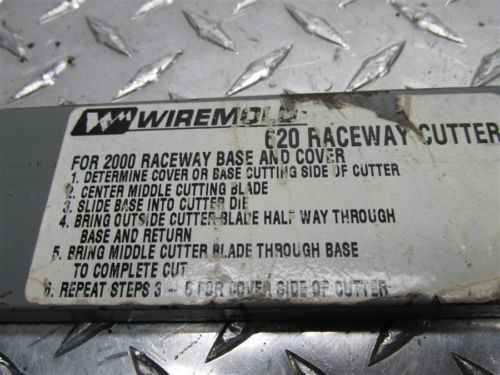 WIREMOLD
620 RACEWAY CUTTER
FOR 2000 RACEWAY BASE AND COVER
1. DETERMINE COVER OR BASE CUTTING SIDE OF CUTTER
2. CENTER MIDDLE CUTTING BLADE
3. SLIDE BASE INTO CUTTER DIE
4. BRING OUTSIDE CUTTER BLADE HALF WAY THROUGH
BASE AND RETURN
5. BRING MIDDLE CUTTER BLADE THROUGH BASE
TO COMPLETE CUT
6. REPEAT STEPS 3 - 5 FOR COVER SIDE OF CUTTER